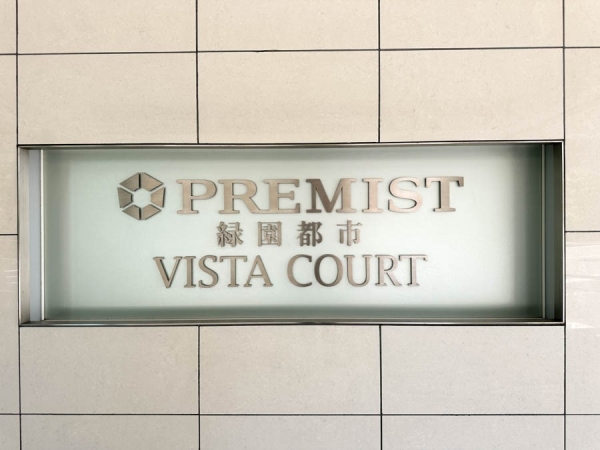 PREMIST
緑園都市
VISTA COURT